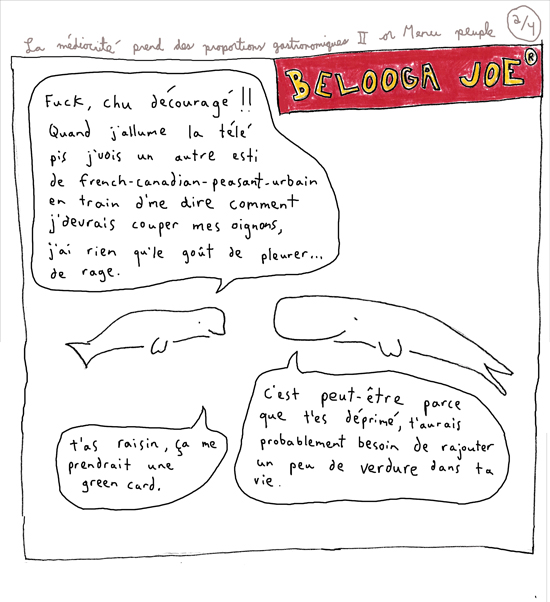 La médiocrité prend des proportions gastronomiques II or Menu peuple
2/4
BELOOGA JOE®
Fuck, chu découragé!!
Quand j'allume la télé
pis j'vois un autre esti
de french-canadian-peasant-urbain
en train d'me dire comment
j'devrais couper mes oignons,
j'ai rien qu'le goût de pleurer...
de rage.
c'est peut-être parce
que t'es déprimé, t'aurais
probablement besoin de rajouter
un peu de verdure dans ta
vie.
t'as raisin, ça me
prendrait une
green card.